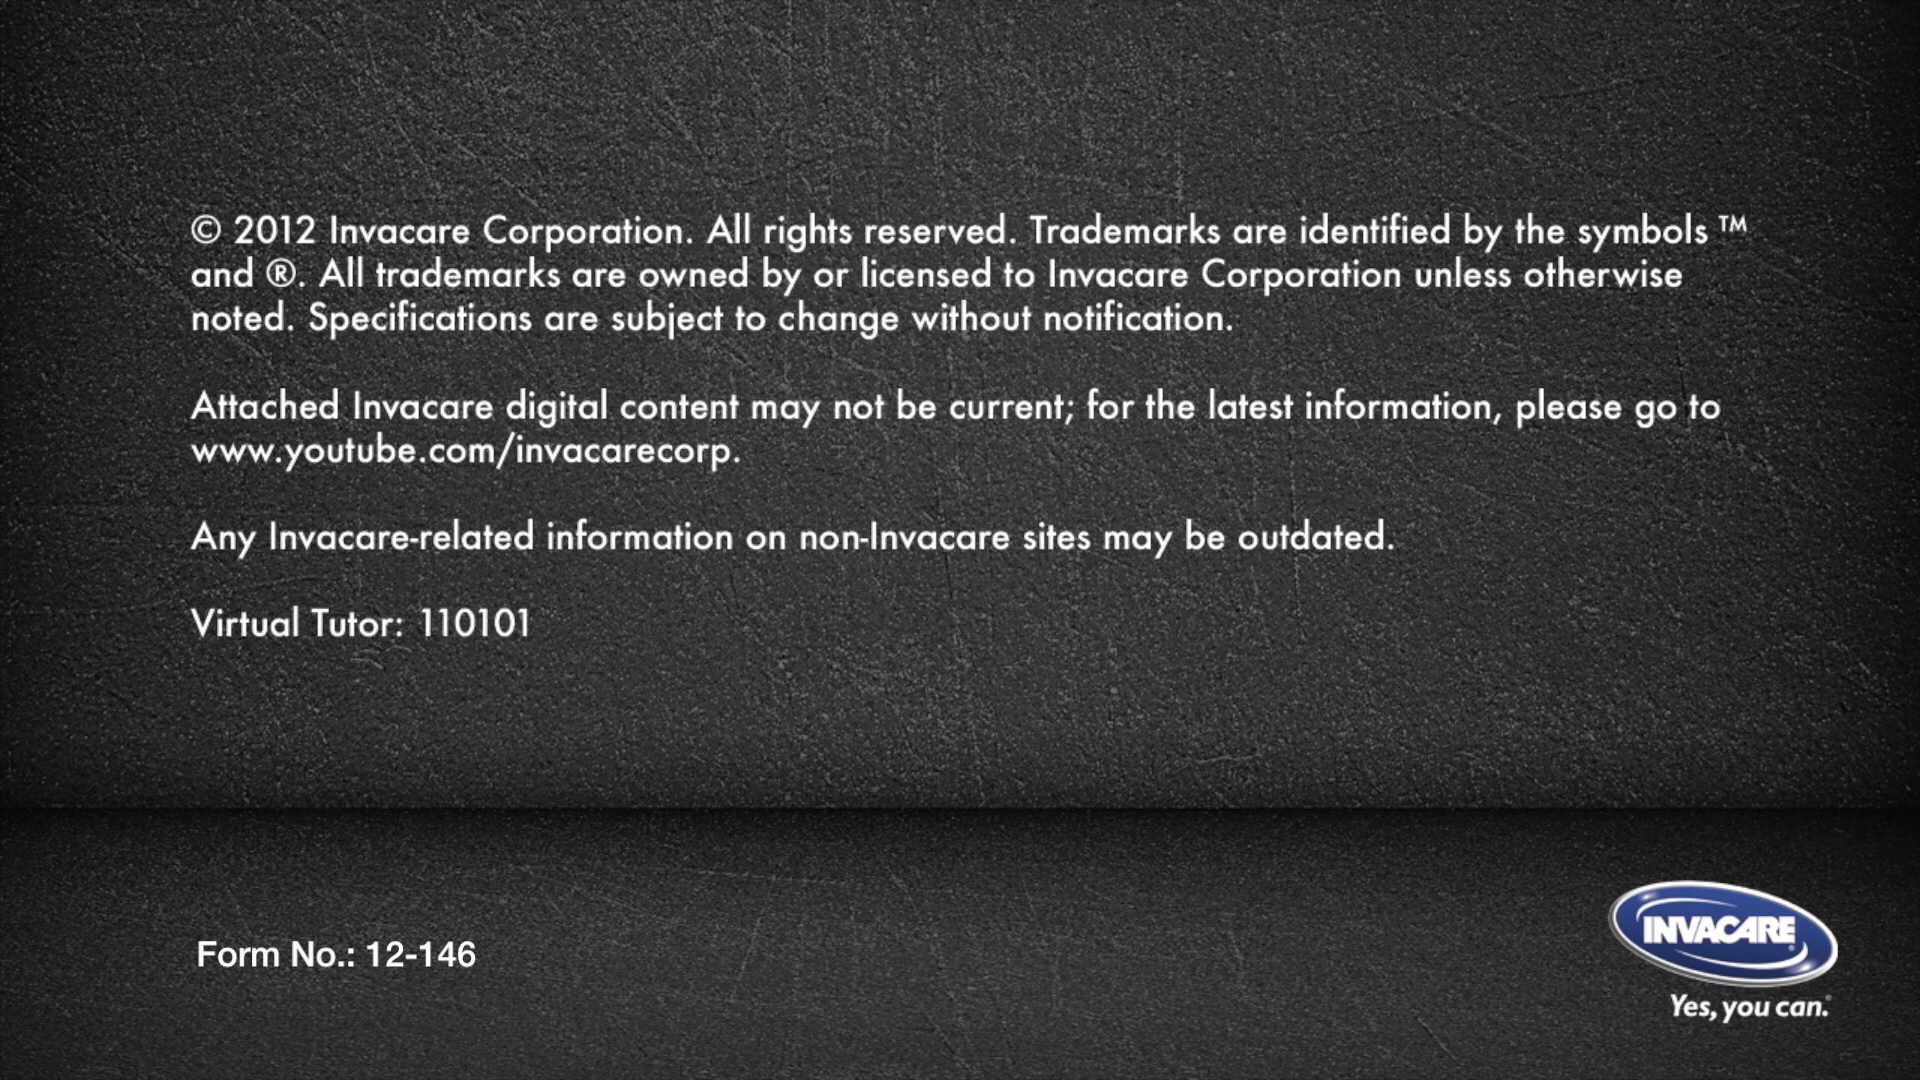 © 2012 Invacare Corporation. All rights reserved. Trademarks are identified by the symbols ™
and ®. All trademarks are owned by or licensed to Invacare Corporation unless otherwise
noted. Specifications are subject to change without notification.
Attached Invacare digital content may not be current; for the latest information, please go to
www.youtube.com/invacarecorp.
Any Invacare-related information on non-Invacare sites may be outdated.
Virtual Tutor: 110101
Form No.: 12-146
INVACARE®
Yes, you can.®